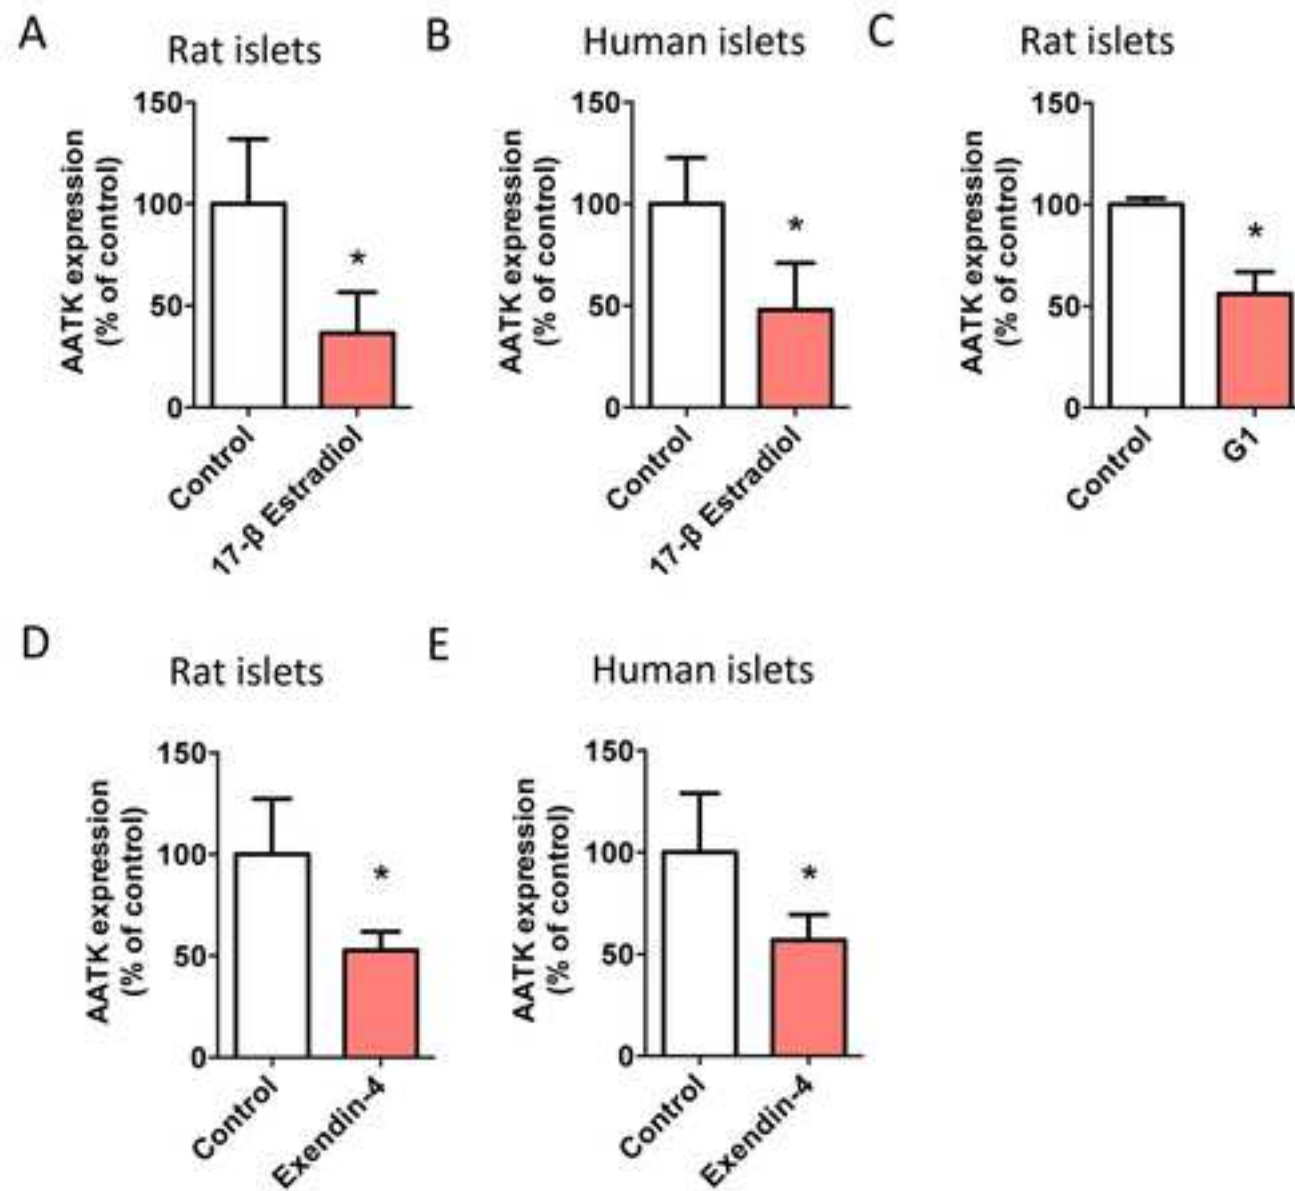 A
Rat islets
AATK expression
(% of control)
150
100
50
0
*
Control
17-β Estradiol
B
Human islets
AATK expression
(% of control)
150
100
50
0
*
Control
17-β Estradiol
C
Rat islets
AATK expression
(% of control)
150
100
50
0
*
Control
G1
D
Rat islets
AATK expression
(% of control)
150
100
50
0
*
Control
Exendin-4
E
Human islets
AATK expression
(% of control)
150
100
50
0
*
Control
Exendin-4